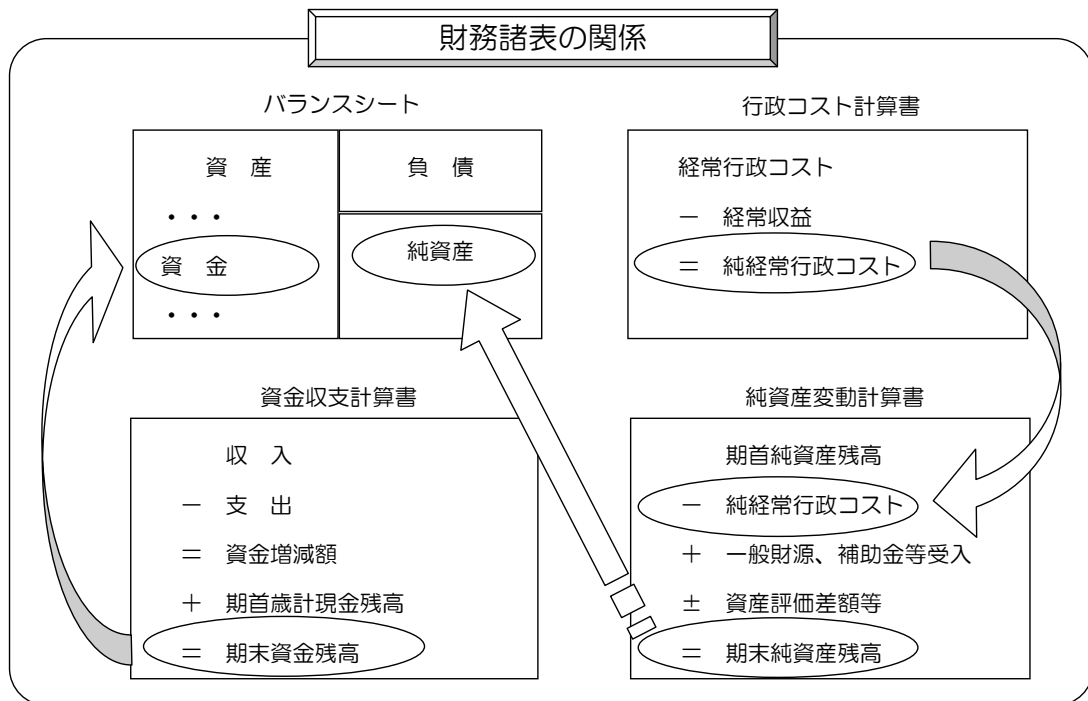 財務諸表の関係
バランスシート
資　産
・・・
資　金
・・・
負　債
純資産
行政コスト計算書
経常行政コスト
－　経常収益
＝　純経常行政コスト
資金収支計算書
収　入
－　支　出
＝　資金増減額
＋　期首歳計現金残高
＝　期末資金残高
純資産変動計算書
期首純資産残高
－　純経常行政コスト
＋　一般財源、補助金等受入
±　資産評価差額等
＝　期末純資産残高